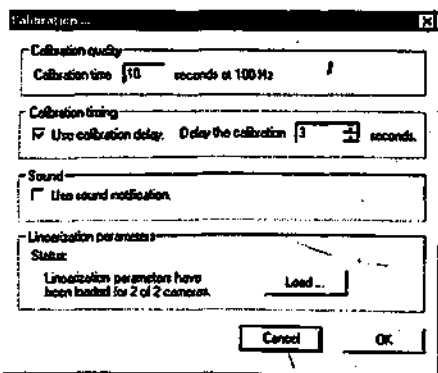 Calibration ...
Calibration quality
Calibration time 10 seconds at 100 Hz
Calibration timing
Use calibration delay. Delay the calibration 3 seconds.
Sound
Use sound notification.
Linearization parameters
Status:
Linearization parameters have
been loaded for 2 of 2 cameras.
Load ...
Cancel OK